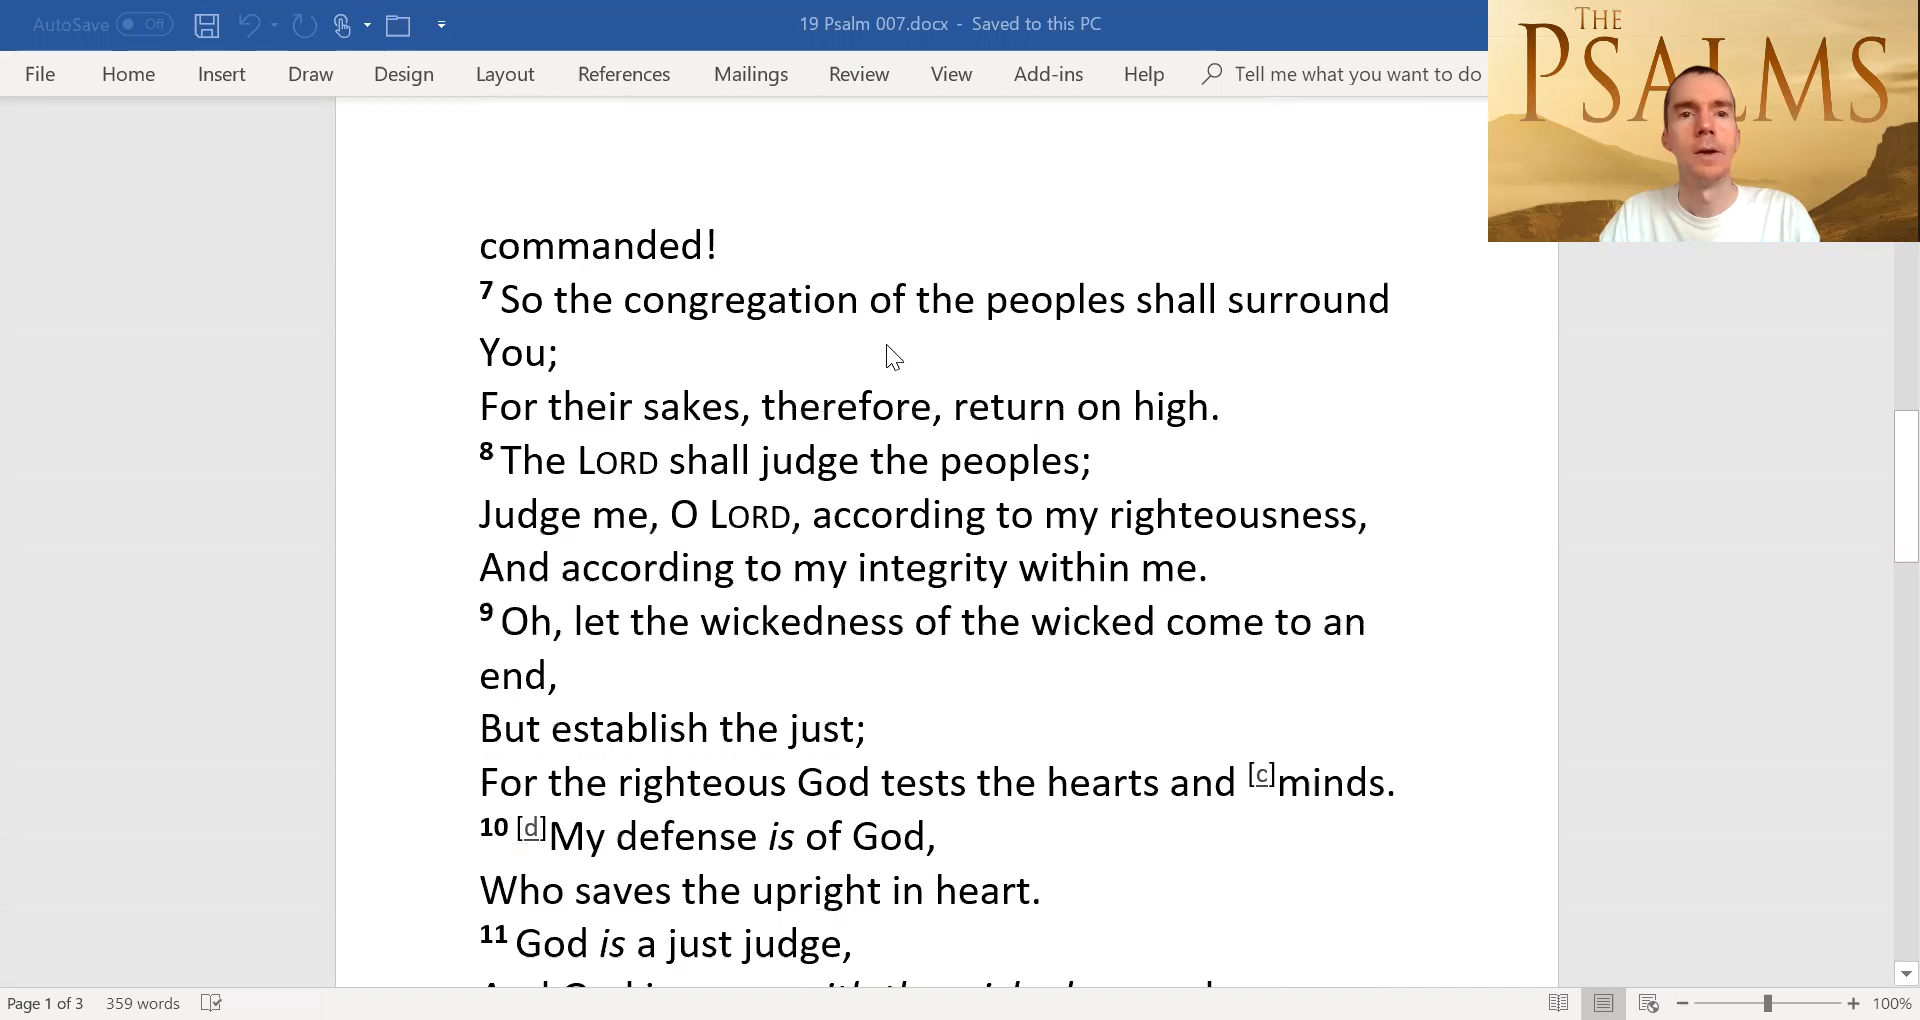 AutoSave Off
19 Psalm 007.docx - Saved to this PC
File Home Insert Draw Design Layout References Mailings Review View Add-ins Help Tell me what you want to do
THE
PSALMS
commanded!
7 So the congregation of the peoples shall surround
You;
For their sakes, therefore, return on high.
8 The LORD shall judge the peoples;
Judge me, O LORD, according to my righteousness,
And according to my integrity within me.
9 Oh, let the wickedness of the wicked come to an
end,
But establish the just;
For the righteous God tests the hearts and [c]minds.
10 [d]My defense is of God,
Who saves the upright in heart.
11 God is a just judge,
Page 1 of 3 359 words 100%